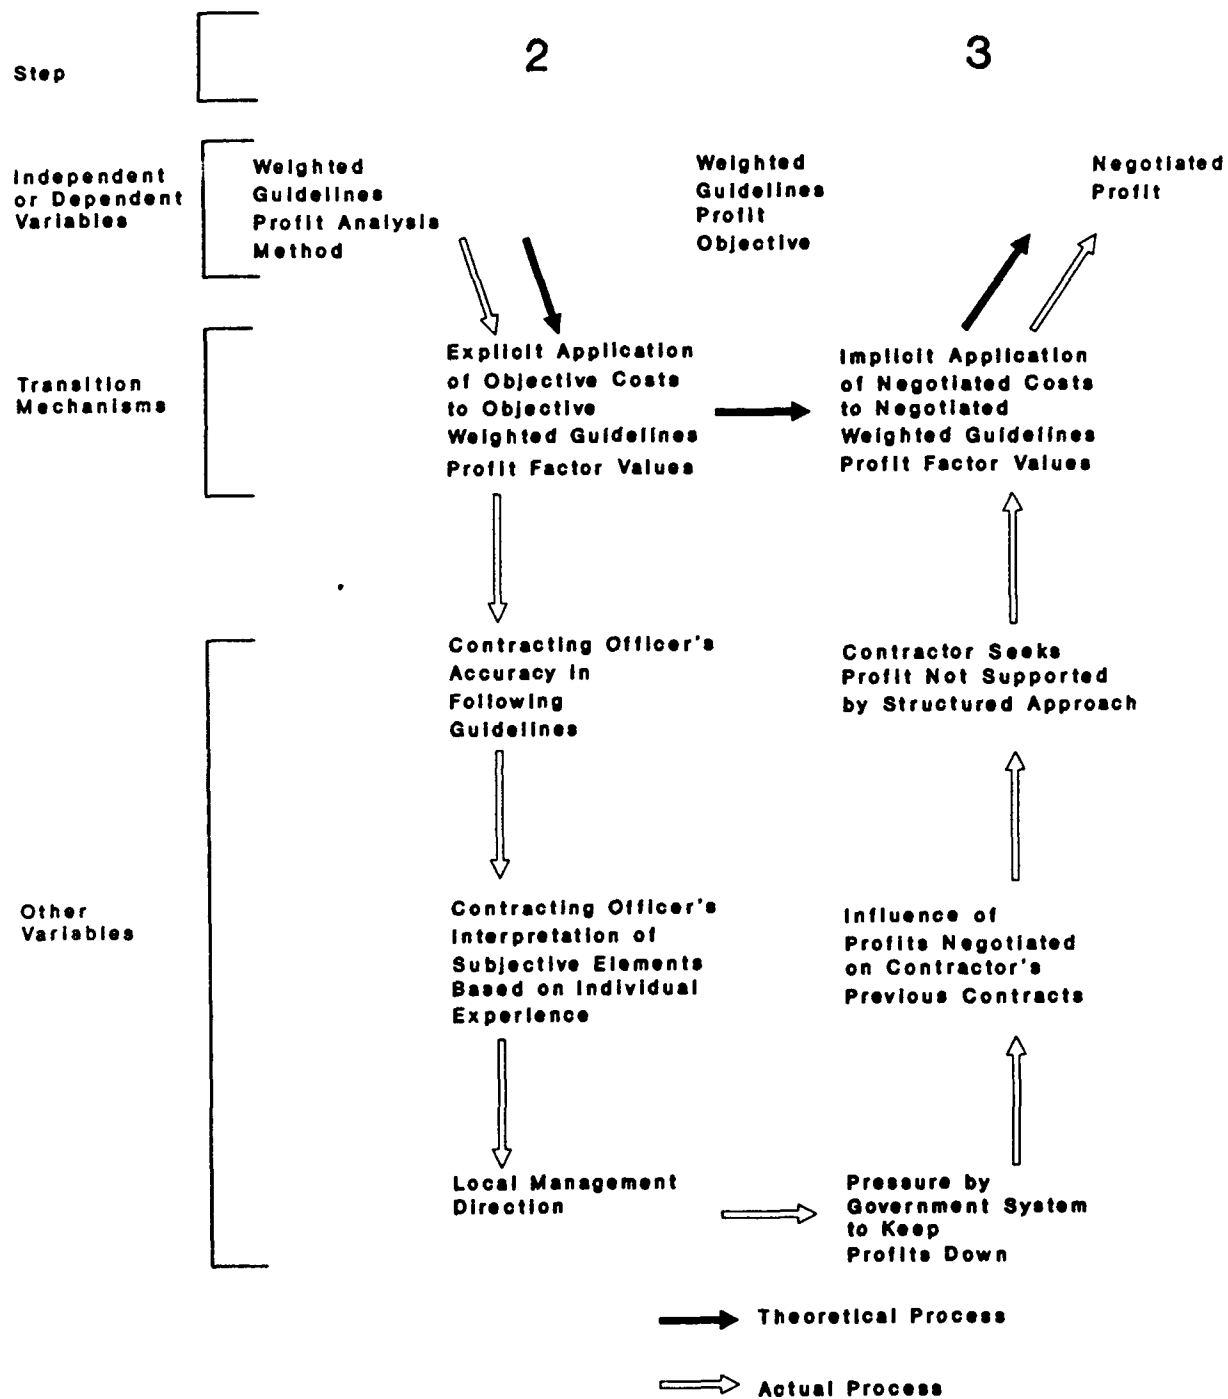 Step
2
3
Independent
or Dependent
Variables
Weighted
Guidelines
Profit Analysis
Method
Weighted
Guidelines
Profit
Objective
Negotiated
Profit
Transition
Mechanisms
Explicit Application
of Objective Costs
to Objective
Weighted Guidelines
Profit Factor Values
Implicit Application
of Negotiated Costs
to Negotiated
Weighted Guidelines
Profit Factor Values
Other
Variables
Contracting Officer's
Accuracy in
Following
Guidelines
Contractor Seeks
Profit Not Supported
by Structured Approach
Contracting Officer's
Interpretation of
Subjective Elements
Based on Individual
Experience
Influence of
Profits Negotiated
on Contractor's
Previous Contracts
Local Management
Direction
Pressure by
Government System
to Keep
Profits Down
Theoretical Process
Actual Process